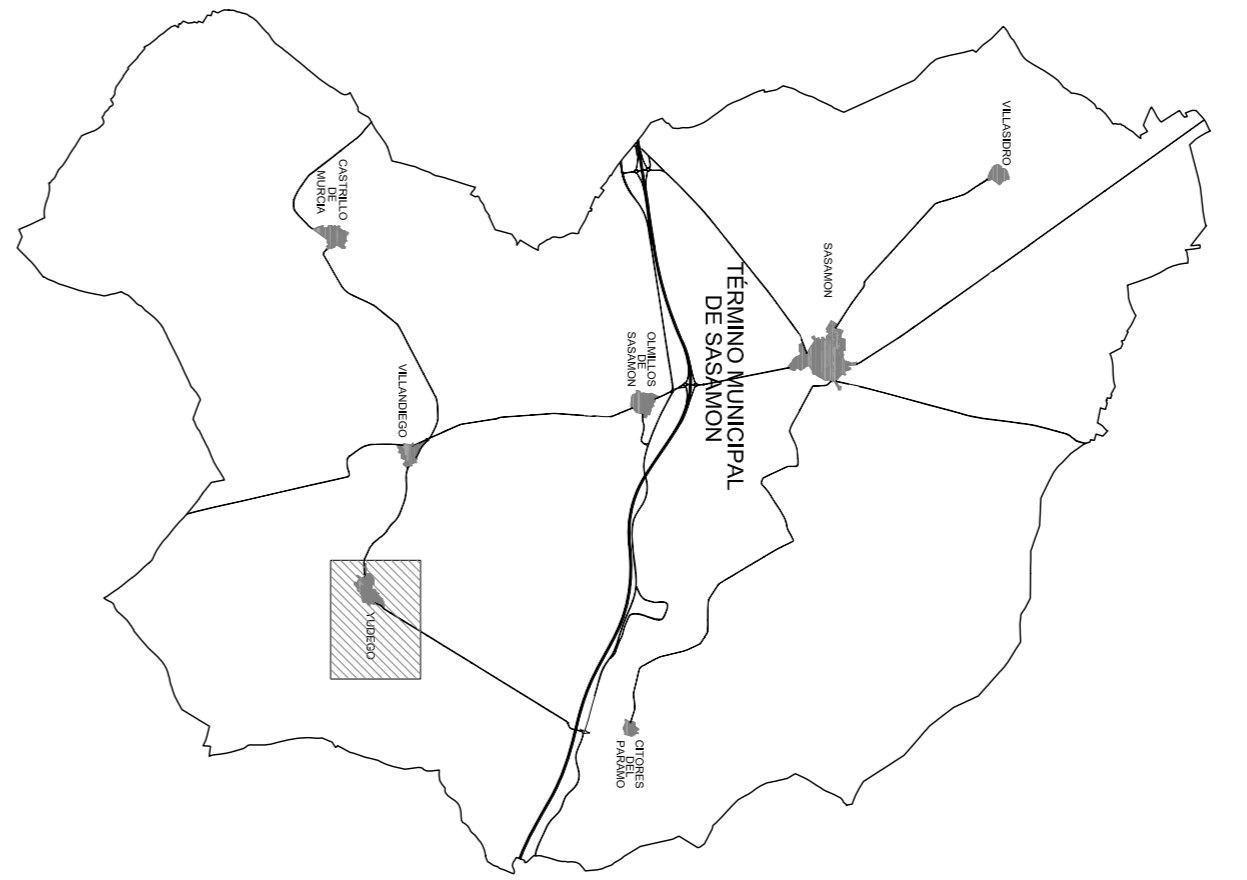 VILLASIDRO
SASAMON
TÉRMINO MUNICIPAL
DE SASAMON
OLMILLOS
DE
SASAMON
CITORES
DEL
PARAMO
CASTRILLO
DE
MURCIA
VILLANDIEGO
YUDEGO